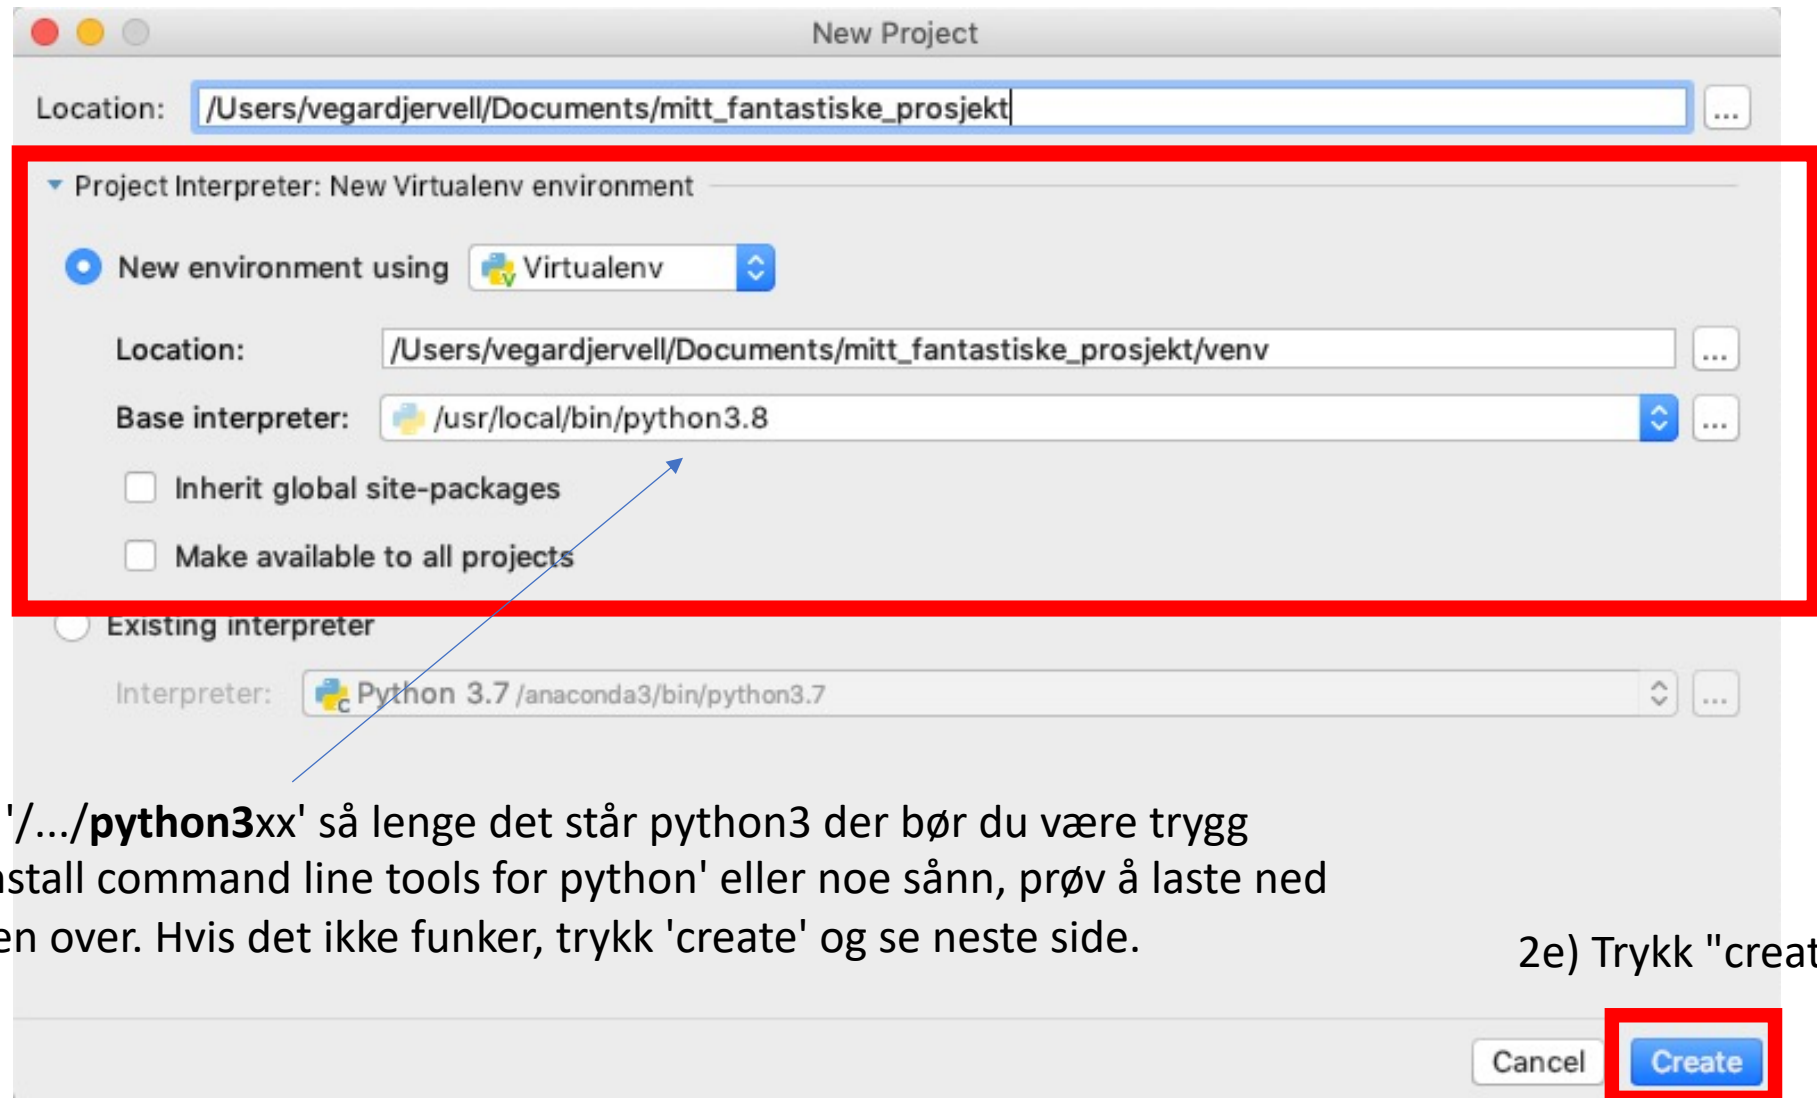 New Project
Location: /Users/vegardjervell/Documents/mitt_fantastiske_prosjekt ...
Project Interpreter: New Virtualenv environment
New environment using Virtualenv
Location: /Users/vegardjervell/Documents/mitt_fantastiske_prosjekt/venv ...
Base interpreter: /usr/local/bin/python3.8 ...
Inherit global site-packages
Make available to all projects
Existing interpreter
Interpreter: Python 3.7 /anaconda3/bin/python3.7 ...
'/.../python3xx' så lenge det står python3 der bør du være trygg
nstall command line tools for python' eller noe sånn, prøv å laste ned
en over. Hvis det ikke funker, trykk 'create' og se neste side.
2e) Trykk "creat
Cancel Create